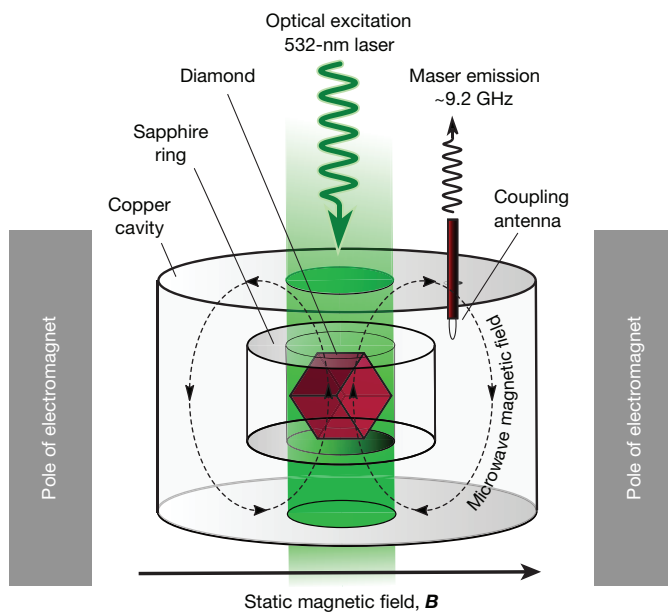 Optical excitation
532-nm laser
Diamond
Maser emission
~9.2 GHz
Sapphire
ring
Coupling
antenna
Copper
cavity
Pole of electromagnet
Microwave magnetic field
Pole of electromagnet
Static magnetic field, B